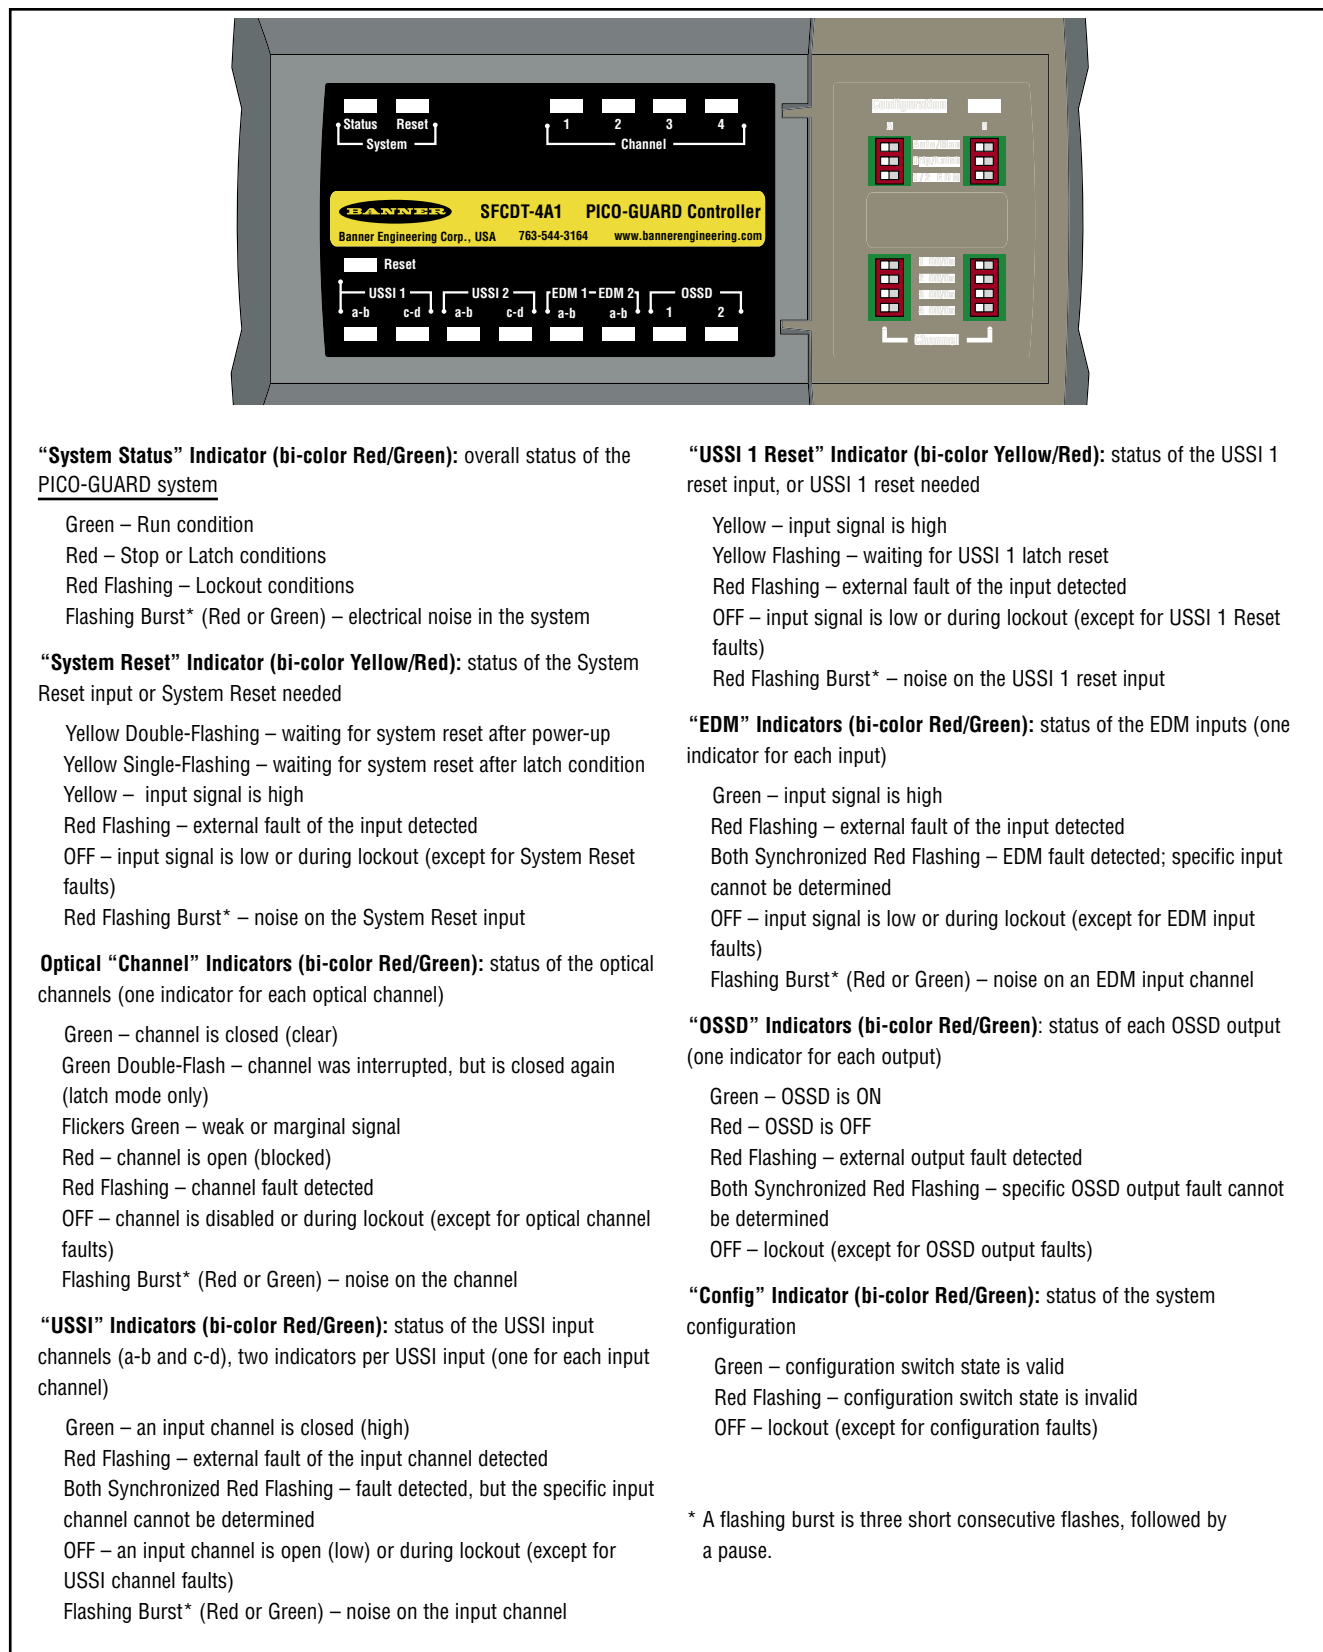 Status Reset
System
1 2 3 4
Channel
Configuration
BANNER SFCDT-4A1 PICO-GUARD Controller
Banner Engineering Corp., USA 763-544-3164 www.bannerengineering.com
Reset
USSI 1 USSI 2 EDM 1 EDM 2 OSSD
a-b c-d a-b c-d a-b a-b 1 2
Channel
“System Status” Indicator (bi-color Red/Green): overall status of the
PICO-GUARD system
Green – Run condition
Red – Stop or Latch conditions
Red Flashing – Lockout conditions
Flashing Burst* (Red or Green) – electrical noise in the system
“System Reset” Indicator (bi-color Yellow/Red): status of the System
Reset input or System Reset needed
Yellow Double-Flashing – waiting for system reset after power-up
Yellow Single-Flashing – waiting for system reset after latch condition
Yellow – input signal is high
Red Flashing – external fault of the input detected
OFF – input signal is low or during lockout (except for System Reset
faults)
Red Flashing Burst* – noise on the System Reset input
Optical “Channel” Indicators (bi-color Red/Green): status of the optical
channels (one indicator for each optical channel)
Green – channel is closed (clear)
Green Double-Flash – channel was interrupted, but is closed again
(latch mode only)
Flickers Green – weak or marginal signal
Red – channel is open (blocked)
Red Flashing – channel fault detected
OFF – channel is disabled or during lockout (except for optical channel
faults)
Flashing Burst* (Red or Green) – noise on the channel
“USSI” Indicators (bi-color Red/Green): status of the USSI input
channels (a-b and c-d), two indicators per USSI input (one for each input
channel)
Green – an input channel is closed (high)
Red Flashing – external fault of the input channel detected
Both Synchronized Red Flashing – fault detected, but the specific input
channel cannot be determined
OFF – an input channel is open (low) or during lockout (except for
USSI channel faults)
Flashing Burst* (Red or Green) – noise on the input channel
“USSI 1 Reset” Indicator (bi-color Yellow/Red): status of the USSI 1
reset input, or USSI 1 reset needed
Yellow – input signal is high
Yellow Flashing – waiting for USSI 1 latch reset
Red Flashing – external fault of the input detected
OFF – input signal is low or during lockout (except for USSI 1 Reset
faults)
Red Flashing Burst* – noise on the USSI 1 reset input
“EDM” Indicators (bi-color Red/Green): status of the EDM inputs (one
indicator for each input)
Green – input signal is high
Red Flashing – external fault of the input detected
Both Synchronized Red Flashing – EDM fault detected; specific input
cannot be determined
OFF – input signal is low or during lockout (except for EDM input
faults)
Flashing Burst* (Red or Green) – noise on an EDM input channel
“OSSD” Indicators (bi-color Red/Green): status of each OSSD output
(one indicator for each output)
Green – OSSD is ON
Red – OSSD is OFF
Red Flashing – external output fault detected
Both Synchronized Red Flashing – specific OSSD output fault cannot
be determined
OFF – lockout (except for OSSD output faults)
“Config” Indicator (bi-color Red/Green): status of the system
configuration
Green – configuration switch state is valid
Red Flashing – configuration switch state is invalid
OFF – lockout (except for configuration faults)
* A flashing burst is three short consecutive flashes, followed by
a pause.